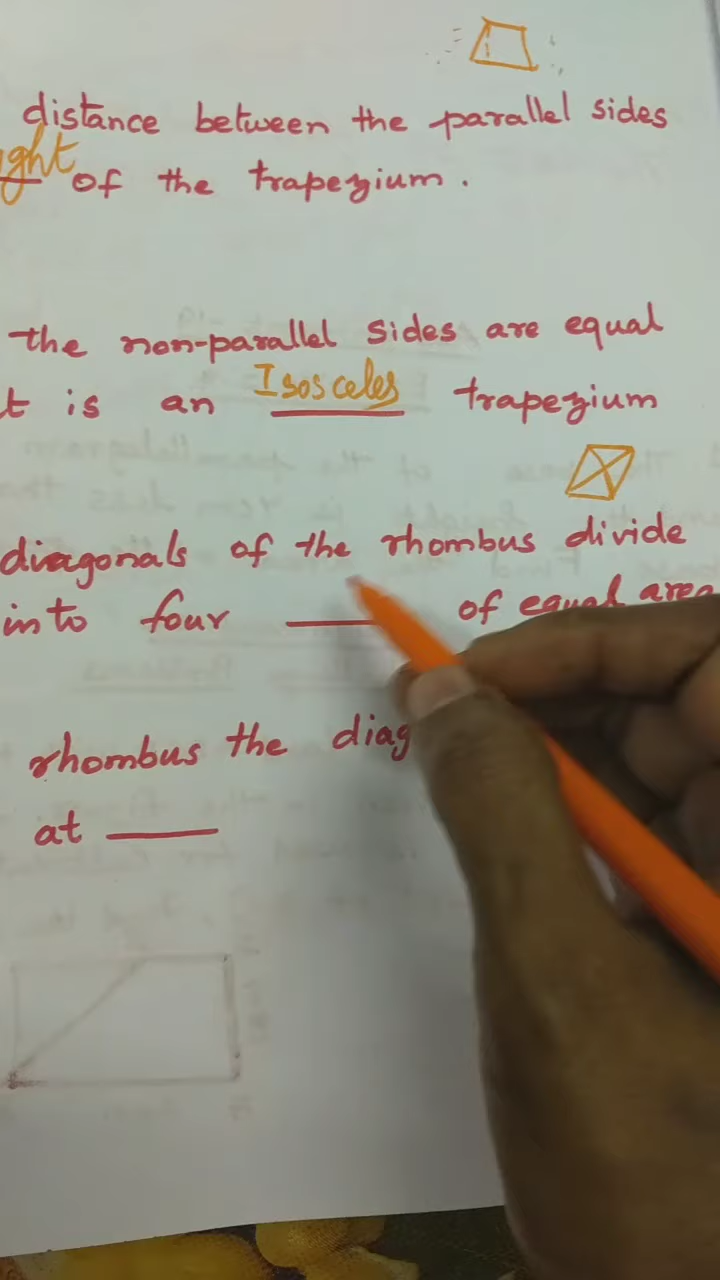 distance between the parallel sides
ght of the trapezium.
the non-parallel sides are equal
t is an Isosceles trapezium
diagonals of the rhombus divide
into four ____ of equal area
rhombus the diag
at ____